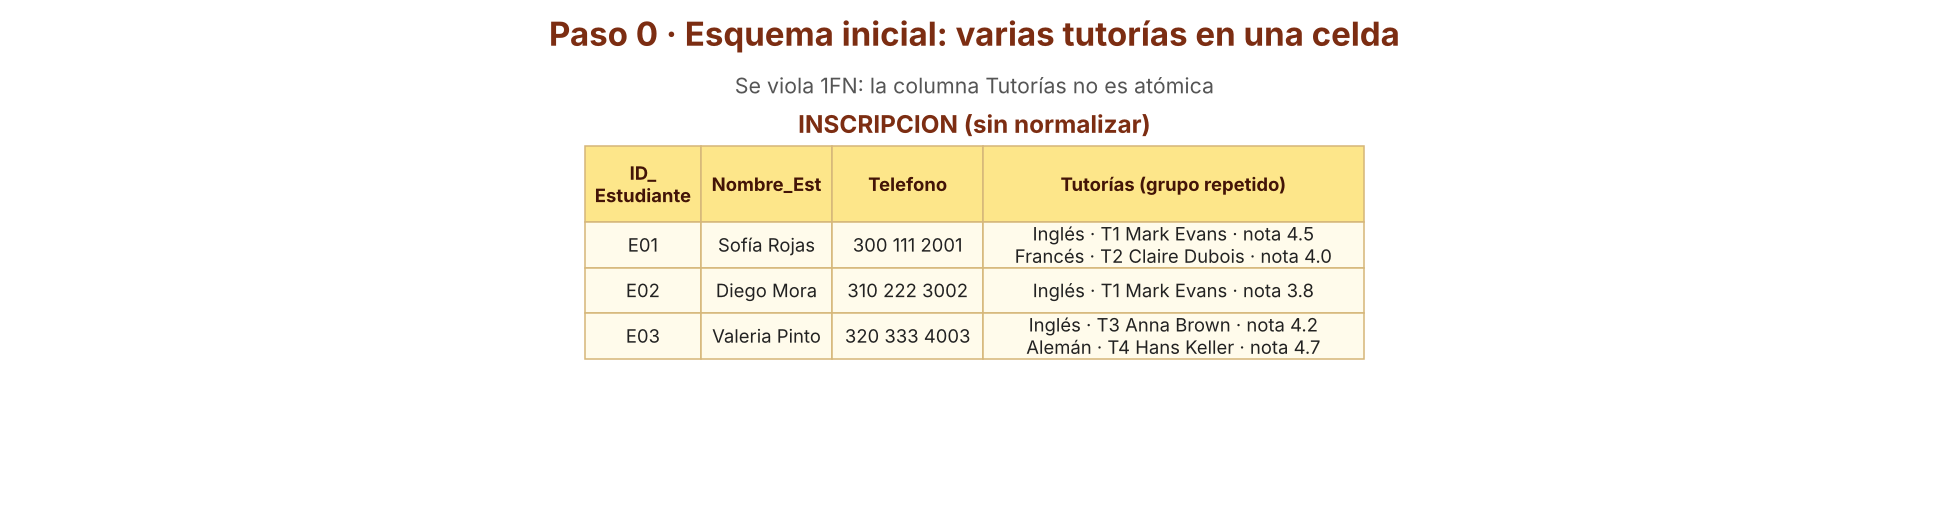 Paso 0 · Esquema inicial: varias tutorías en una celda
Se viola 1FN: la columna Tutorías no es atómica
INSCRIPCION (sin normalizar)
ID_
Estudiante
Nombre_Est
Telefono
Tutorías (grupo repetido)
E01
Sofía Rojas
300 111 2001
Inglés · T1 Mark Evans · nota 4.5
Francés · T2 Claire Dubois · nota 4.0
E02
Diego Mora
310 222 3002
Inglés · T1 Mark Evans · nota 3.8
E03
Valeria Pinto
320 333 4003
Inglés · T3 Anna Brown · nota 4.2
Alemán · T4 Hans Keller · nota 4.7